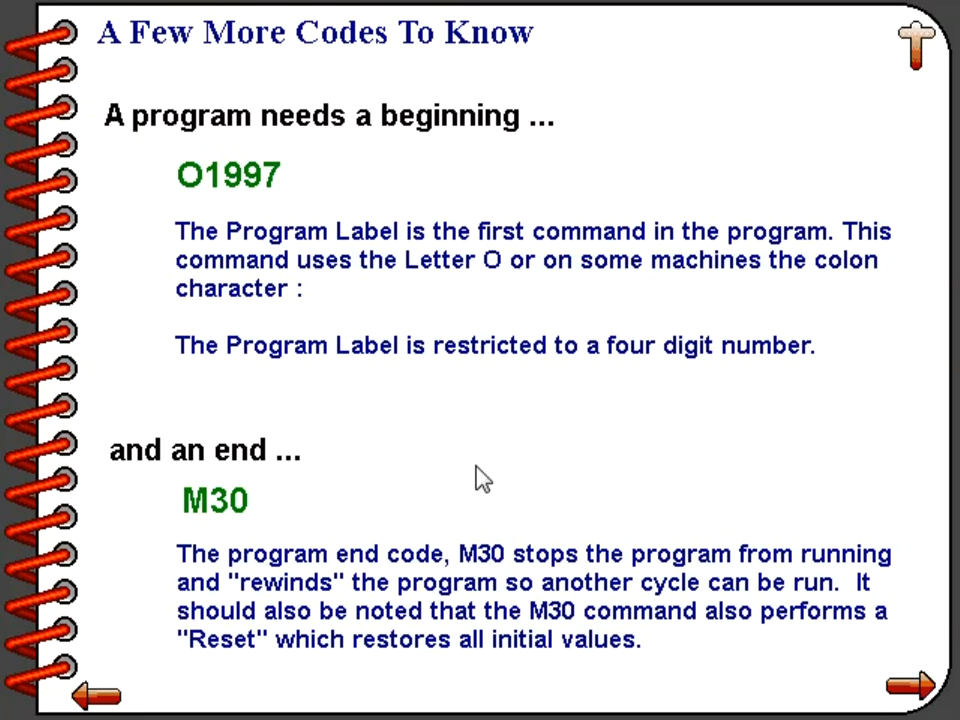 A Few More Codes To Know
A program needs a beginning ...
O1997
The Program Label is the first command in the program. This
command uses the Letter O or on some machines the colon
character :
The Program Label is restricted to a four digit number.
and an end ...
M30
The program end code, M30 stops the program from running
and "rewinds" the program so another cycle can be run.  It
should also be noted that the M30 command also performs a
"Reset" which restores all initial values.